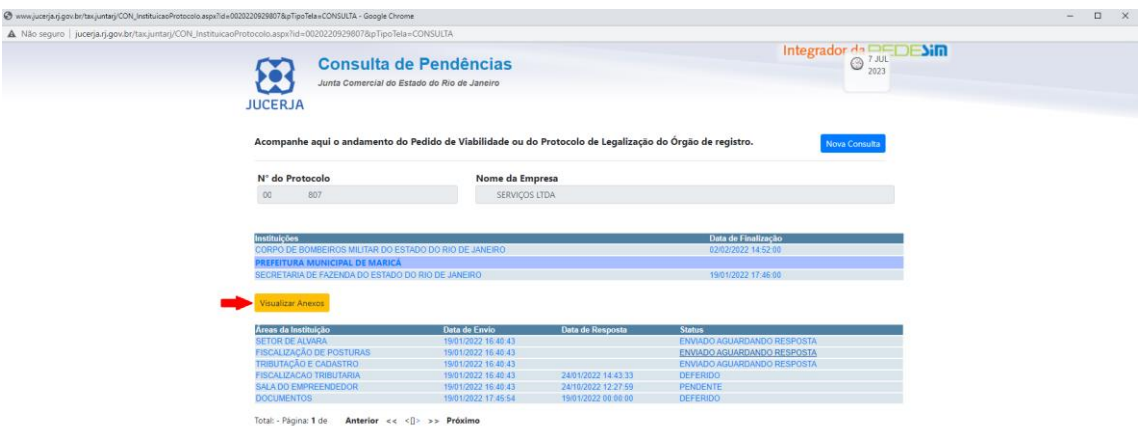 www.jucerja.rj.gov.br/tax.juntarj/CON_InstituicaoProtocolo.aspx?id=0020220929807&pTipoTela=CONSULTA - Google Chrome
Não seguro | jucerja.rj.gov.br/tax.juntarj/CON_InstituicaoProtocolo.aspx?id=0020220929807&pTipoTela=CONSULTA
Integrador da REDESiM
7 JUL
2023
Consulta de Pendências
Junta Comercial do Estado do Rio de Janeiro
JUCERJA
Acompanhe aqui o andamento do Pedido de Viabilidade ou do Protocolo de Legalização do Órgão de registro. Nova Consulta
N° do Protocolo Nome da Empresa
00 807 SERVIÇOS LTDA
Instituições Data de Finalização
CORPO DE BOMBEIROS MILITAR DO ESTADO DO RIO DE JANEIRO 02/02/2022 14:52:00
PREFEITURA MUNICIPAL DE MARICÁ
SECRETARIA DE FAZENDA DO ESTADO DO RIO DE JANEIRO 19/01/2022 17:46:00
Visualizar Anexos
Áreas da Instituição Data de Envio Data de Resposta Status
SETOR DE ALVARA 19/01/2022 16:40:43 ENVIADO AGUARDANDO RESPOSTA
FISCALIZAÇÃO DE POSTURAS 19/01/2022 16:40:43 ENVIADO AGUARDANDO RESPOSTA
TRIBUTAÇÃO E CADASTRO 19/01/2022 16:40:43 ENVIADO AGUARDANDO RESPOSTA
FISCALIZACAO TRIBUTARIA 19/01/2022 16:40:43 24/01/2022 14:43:33 DEFERIDO
SALA DO EMPREENDEDOR 19/01/2022 16:40:43 24/10/2022 12:27:59 PENDENTE
DOCUMENTOS 19/01/2022 17:45:54 19/01/2022 00:00:00 DEFERIDO
Total: - Página: 1 de Anterior << <[]> >> Próximo